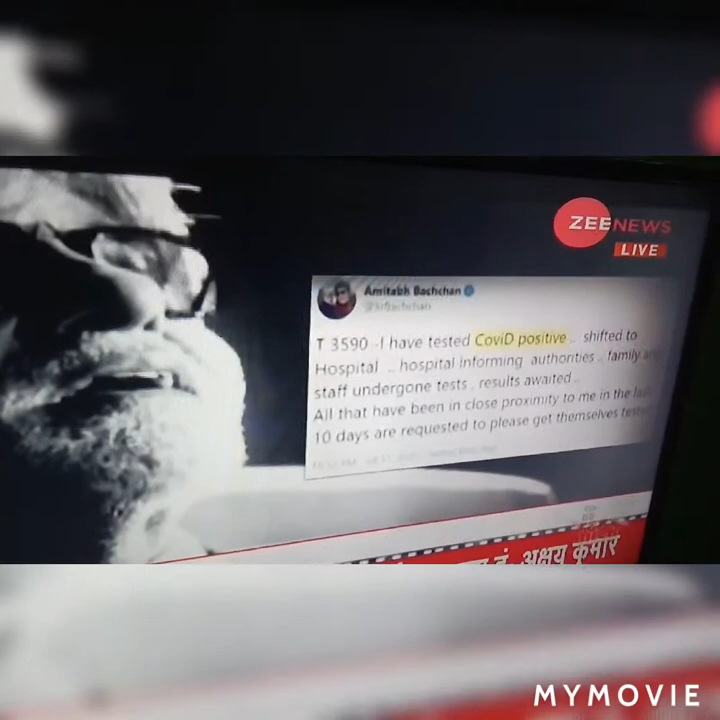 ZEENEWS
LIVE
Amitabh Bachchan
@SrBachchan
T 3590 -I have tested CoviD positive .. shifted to
Hospital .. hospital informing authorities .. family
staff undergone tests , results awaited ..
All that have been in close proximity to me in the
10 days are requested to please get themselves
अक्षय कुमार
MYMOVIE